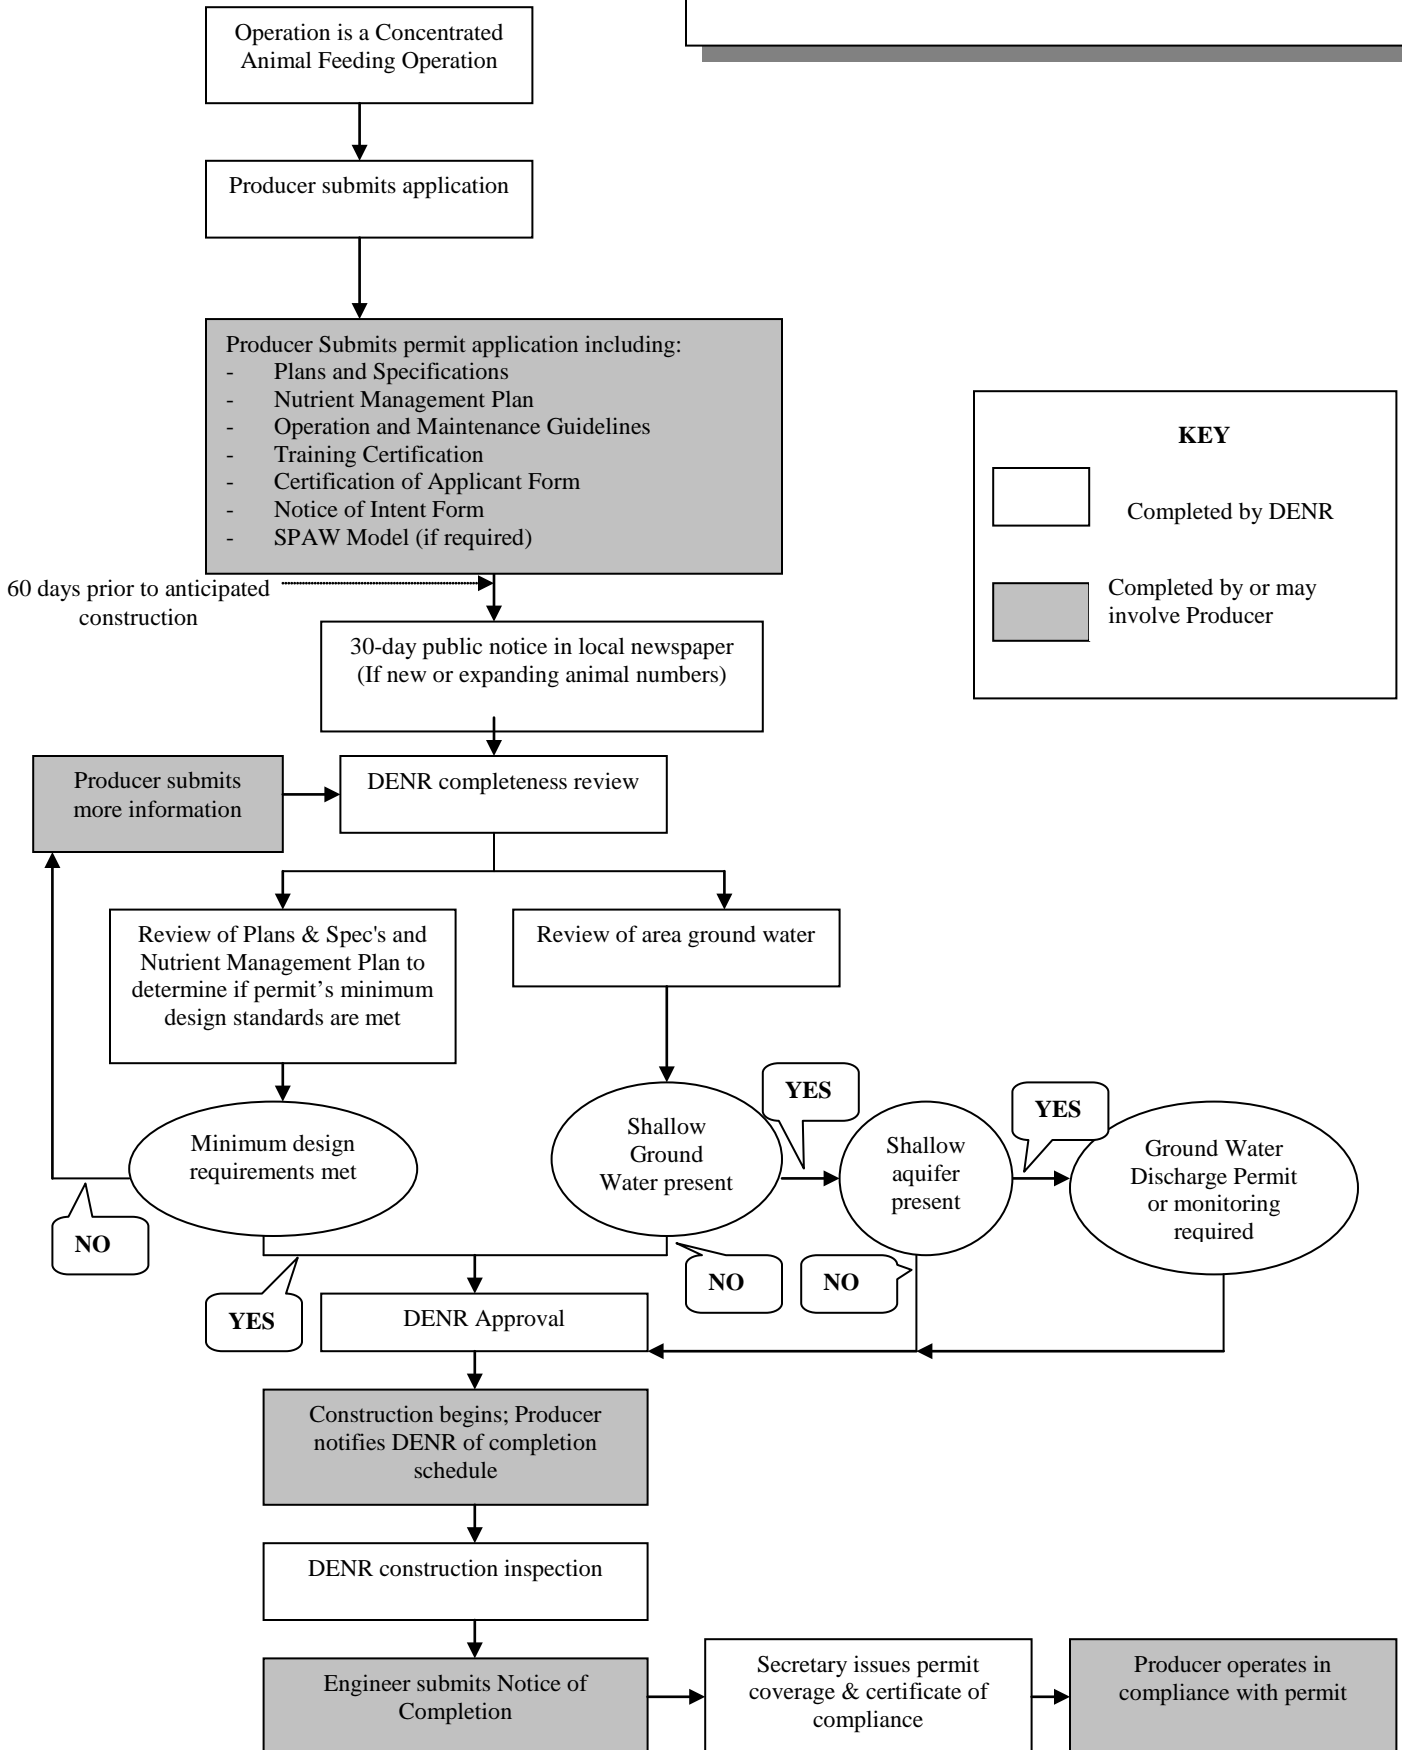 Operation is a Concentrated
Animal Feeding Operation
Producer submits application
Producer Submits permit application including:
- Plans and Specifications
- Nutrient Management Plan
- Operation and Maintenance Guidelines
- Training Certification
- Certification of Applicant Form
- Notice of Intent Form
- SPAW Model (if required)
KEY
Completed by DENR
Completed by or may
involve Producer
60 days prior to anticipated
construction
30-day public notice in local newspaper
(If new or expanding animal numbers)
Producer submits
more information
DENR completeness review
Review of Plans & Spec's and
Nutrient Management Plan to
determine if permit’s minimum
design standards are met
Review of area ground water
YES
YES
Minimum design
requirements met
Shallow
Ground
Water present
Shallow
aquifer
present
Ground Water
Discharge Permit
or monitoring
required
NO
NO
NO
YES
DENR Approval
Construction begins; Producer
notifies DENR of completion
schedule
DENR construction inspection
Engineer submits Notice of
Completion
Secretary issues permit
coverage & certificate of
compliance
Producer operates in
compliance with permit